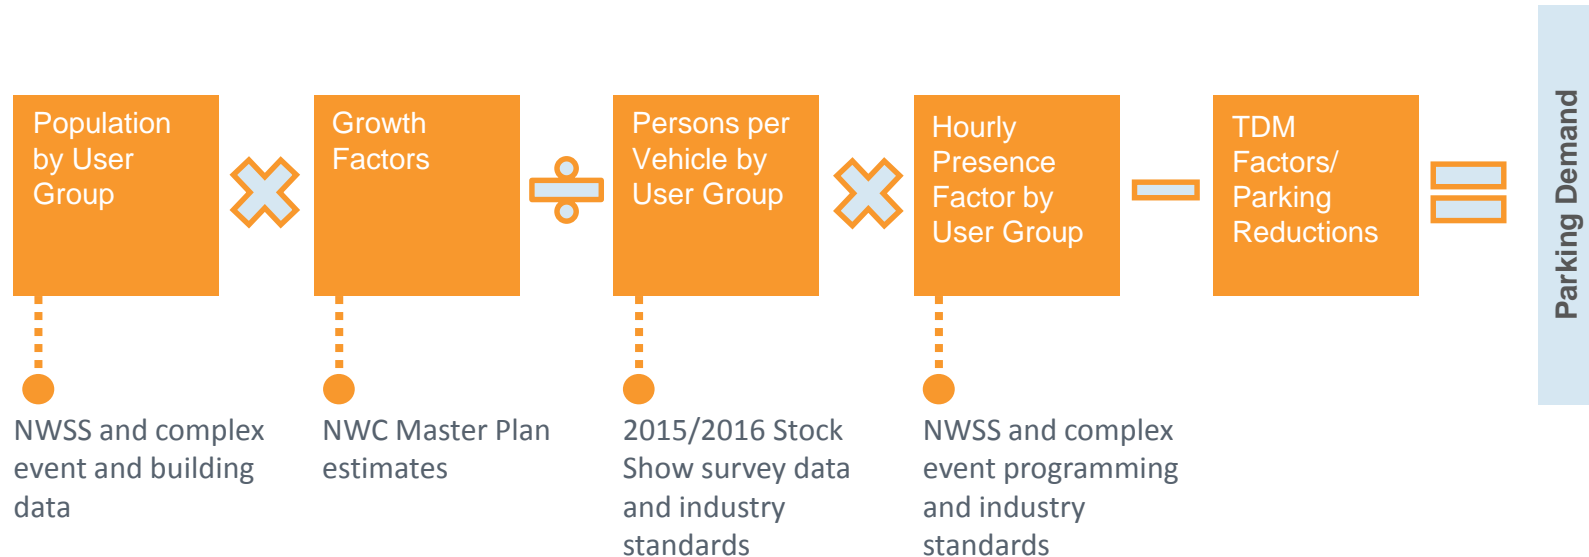 Population
by User
Group
Growth
Factors
Persons per
Vehicle by
User Group
Hourly
Presence
Factor by
User Group
TDM
Factors/
Parking
Reductions
Parking Demand
NWSS and complex
event and building
data
NWC Master Plan
estimates
2015/2016 Stock
Show survey data
and industry
standards
NWSS and complex
event programming
and industry
standards